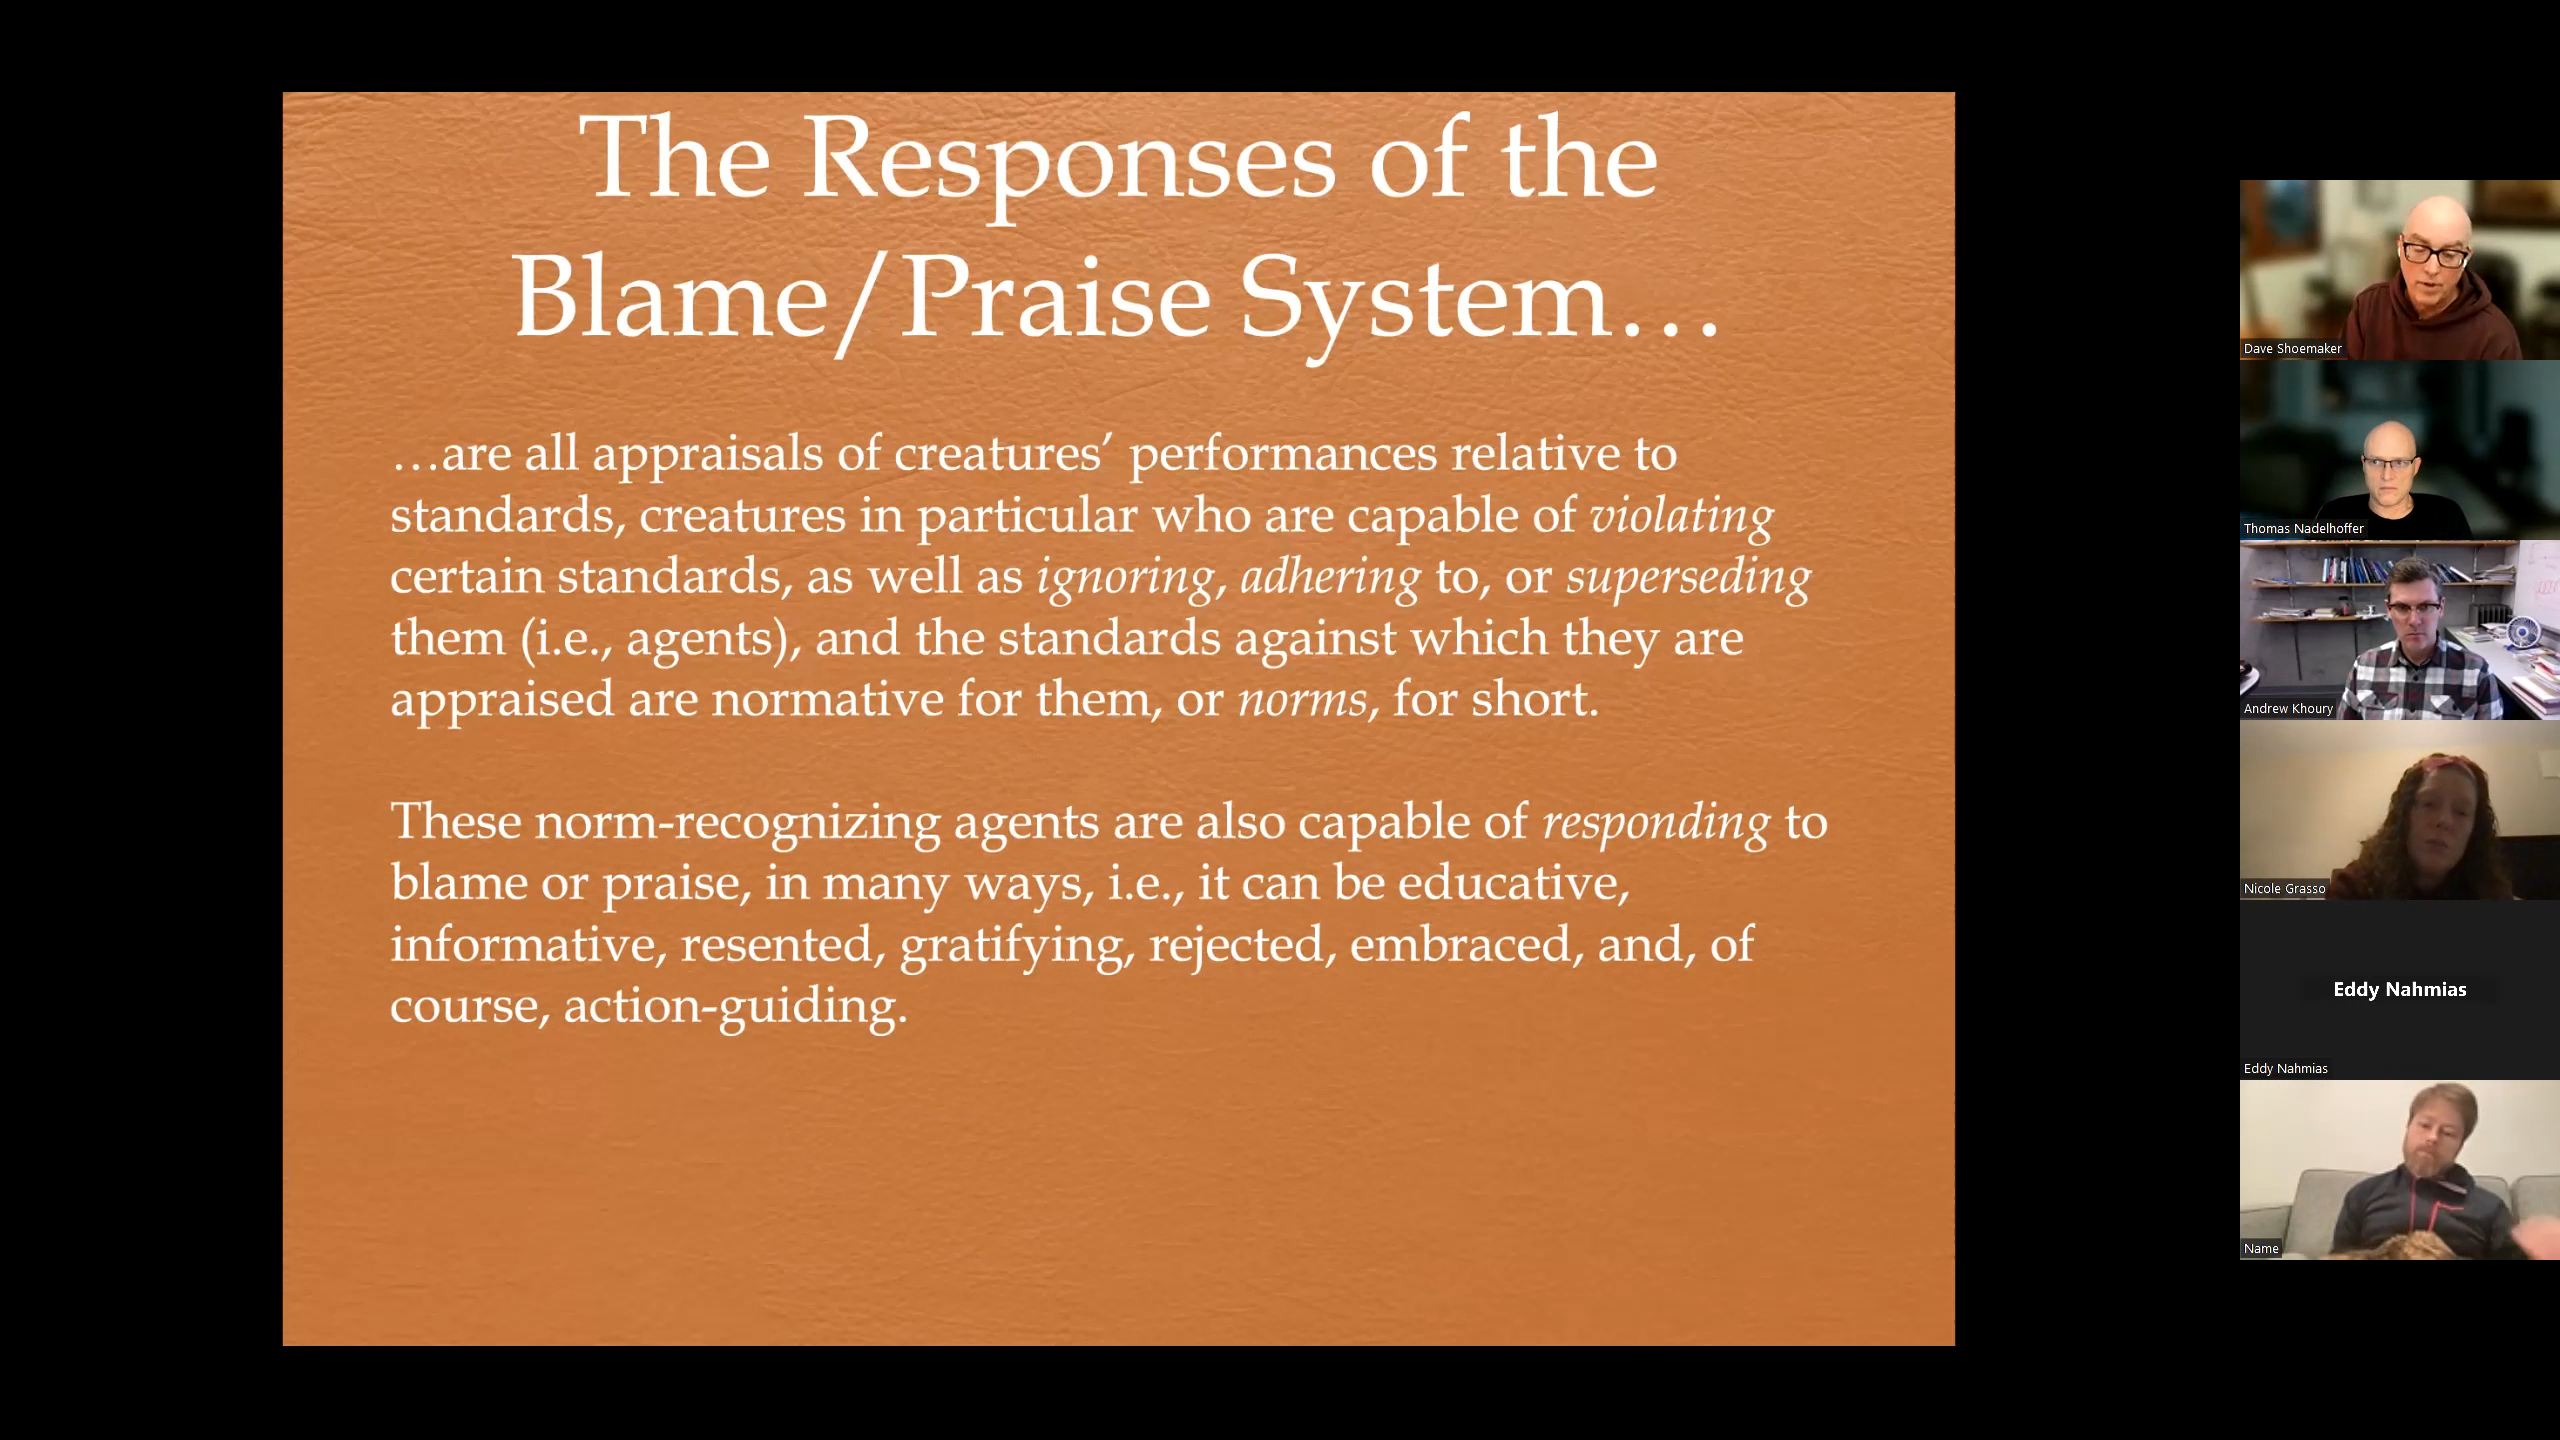 The Responses of the
Blame/Praise System…
…are all appraisals of creatures’ performances relative to
standards, creatures in particular who are capable of violating
certain standards, as well as ignoring, adhering to, or superseding
them (i.e., agents), and the standards against which they are
appraised are normative for them, or norms, for short.
These norm-recognizing agents are also capable of responding to
blame or praise, in many ways, i.e., it can be educative,
informative, resented, gratifying, rejected, embraced, and, of
course, action-guiding.
Dave Shoemaker
Thomas Nadelhoffer
Andrew Khoury
Nicole Grasso
Eddy Nahmias
Eddy Nahmias
Name